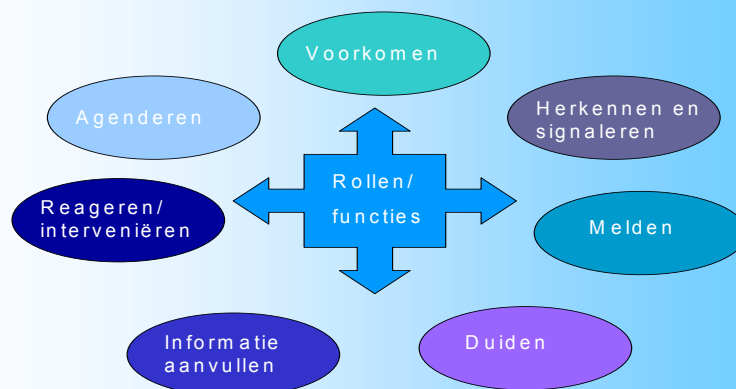 Voorkomen
Agenderen
Herkennen en
signaleren
Rollen/
functies
Reageren/
interveniëren
Melden
Informatie
aanvullen
Duiden